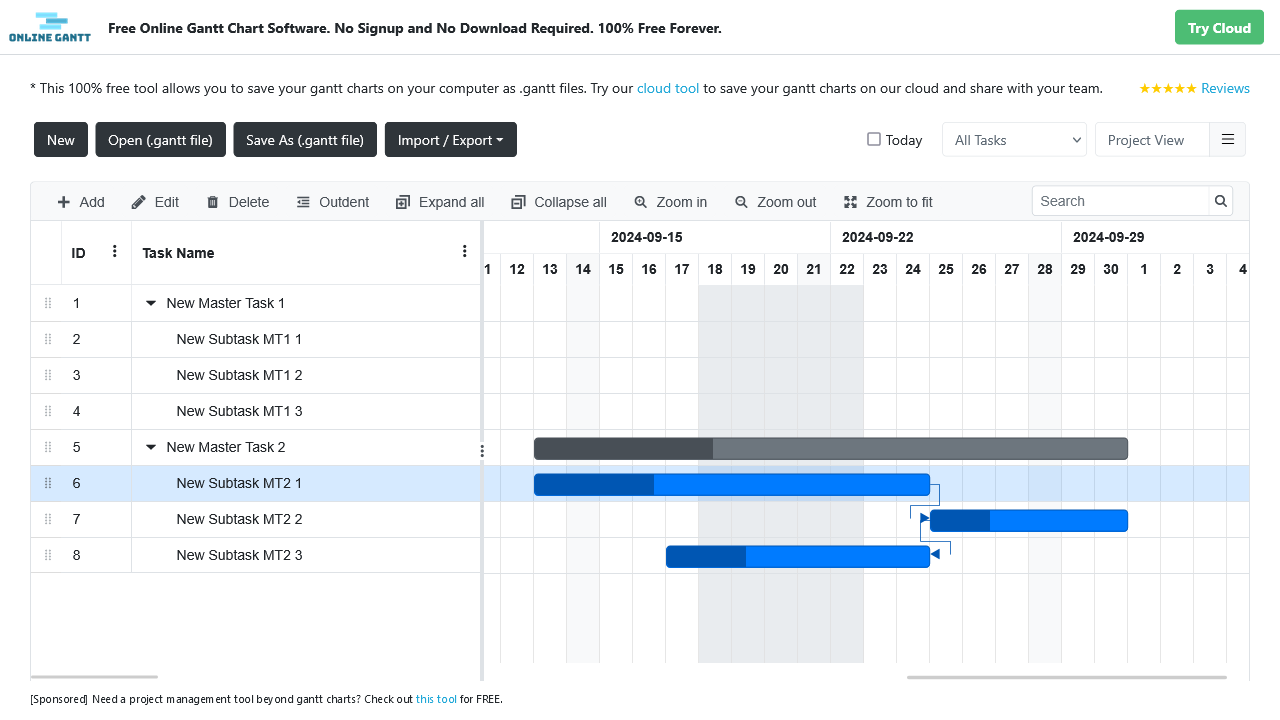 ONLINE GANTT
Free Online Gantt Chart Software. No Signup and No Download Required. 100% Free Forever.
Try Cloud
* This 100% free tool allows you to save your gantt charts on your computer as .gantt files. Try our cloud tool to save your gantt charts on our cloud and share with your team.
★★★★★ Reviews
New Open (.gantt file) Save As (.gantt file) Import / Export
Today All Tasks Project View
Add Edit Delete Outdent Expand all Collapse all Zoom in Zoom out Zoom to fit Search
ID Task Name
2024-09-15 2024-09-22 2024-09-29
1 12 13 14 15 16 17 18 19 20 21 22 23 24 25 26 27 28 29 30 1 2 3 4
1 New Master Task 1
2 New Subtask MT1 1
3 New Subtask MT1 2
4 New Subtask MT1 3
5 New Master Task 2
6 New Subtask MT2 1
7 New Subtask MT2 2
8 New Subtask MT2 3
[Sponsored] Need a project management tool beyond gantt charts? Check out this tool for FREE.